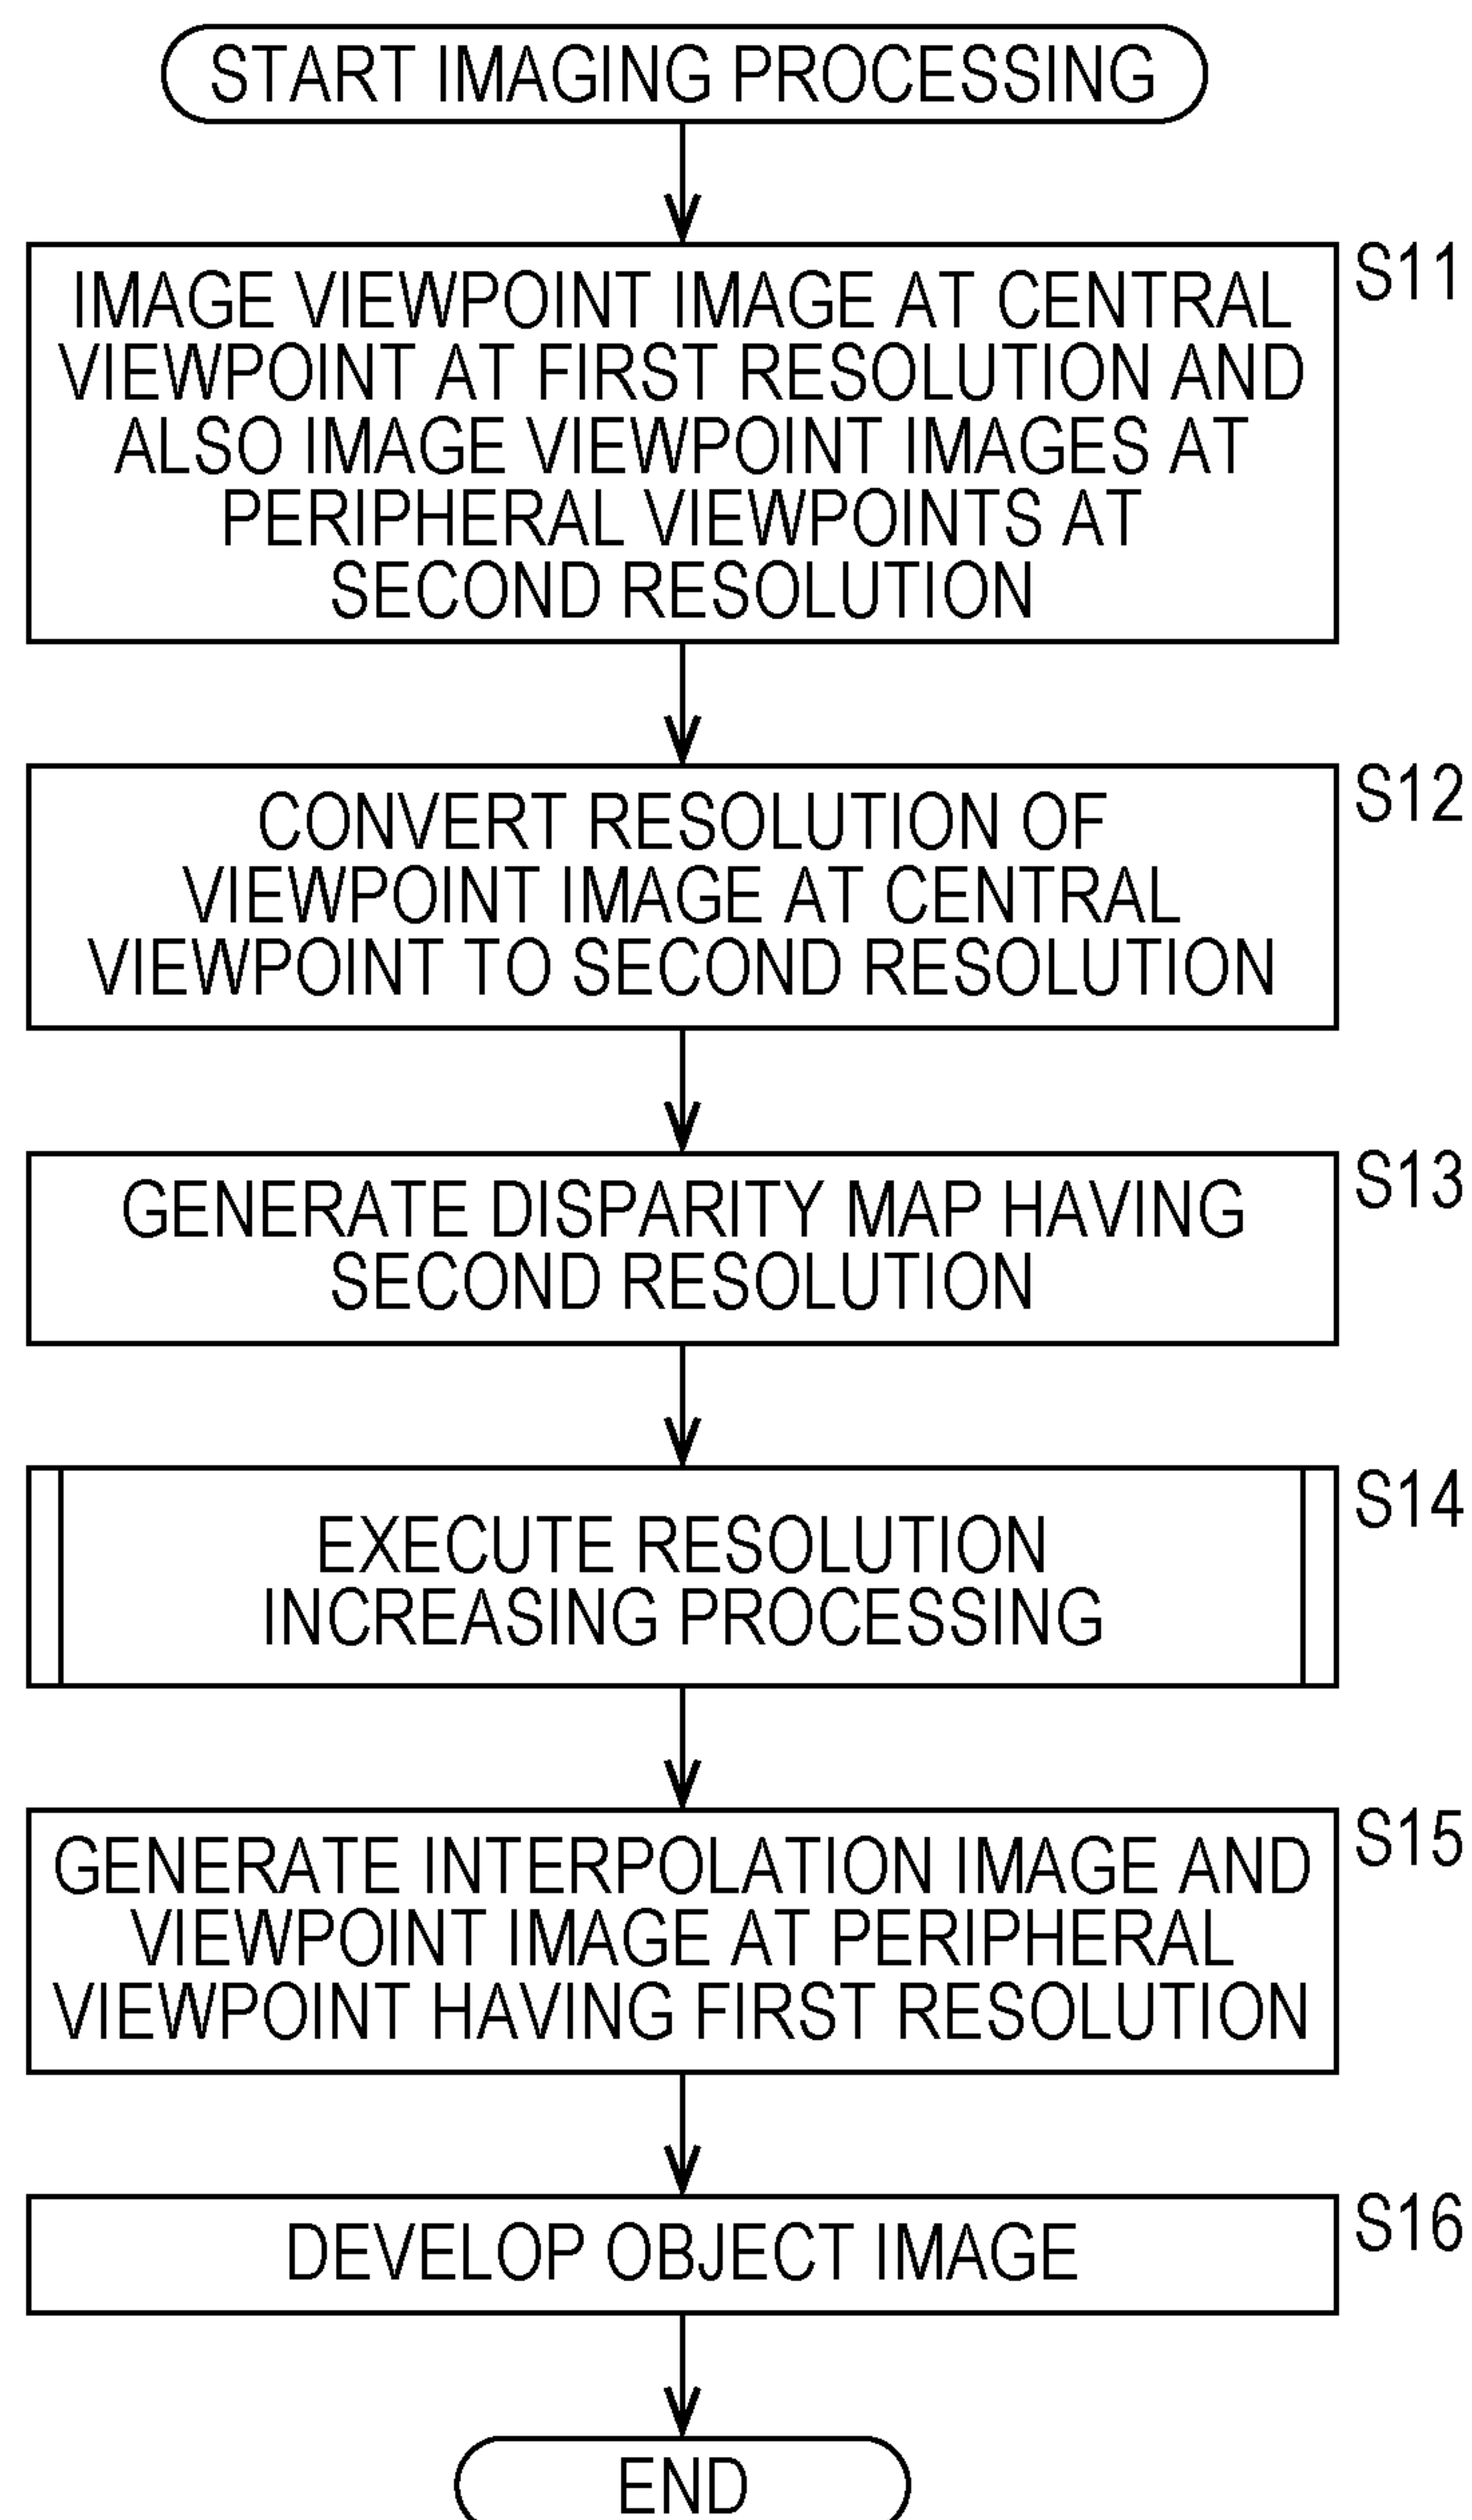 START IMAGING PROCESSING
S11
IMAGE VIEWPOINT IMAGE AT CENTRAL
VIEWPOINT AT FIRST RESOLUTION AND
ALSO IMAGE VIEWPOINT IMAGES AT
PERIPHERAL VIEWPOINTS AT
SECOND RESOLUTION
S12
CONVERT RESOLUTION OF
VIEWPOINT IMAGE AT CENTRAL
VIEWPOINT TO SECOND RESOLUTION
S13
GENERATE DISPARITY MAP HAVING
SECOND RESOLUTION
S14
EXECUTE RESOLUTION
INCREASING PROCESSING
S15
GENERATE INTERPOLATION IMAGE AND
VIEWPOINT IMAGE AT PERIPHERAL
VIEWPOINT HAVING FIRST RESOLUTION
S16
DEVELOP OBJECT IMAGE
END